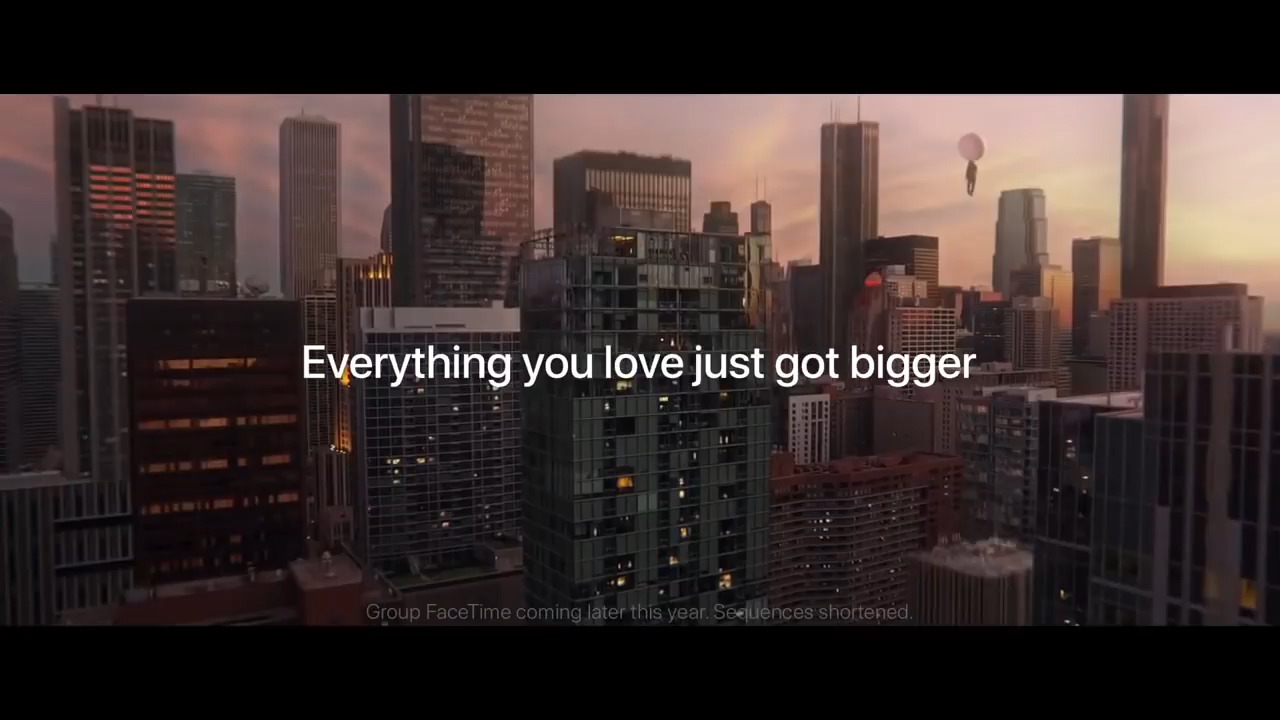 Everything you love just got bigger
Group FaceTime coming later this year. Sequences shortened.